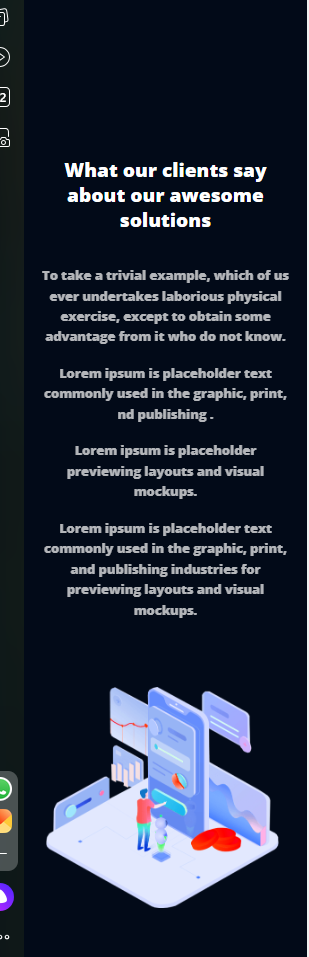 2
What our clients say
about our awesome
solutions
To take a trivial example, which of us
ever undertakes laborious physical
exercise, except to obtain some
advantage from it who do not know.
Lorem ipsum is placeholder text
commonly used in the graphic, print,
nd publishing .
Lorem ipsum is placeholder
previewing layouts and visual
mockups.
Lorem ipsum is placeholder text
commonly used in the graphic, print,
and publishing industries for
previewing layouts and visual
mockups.